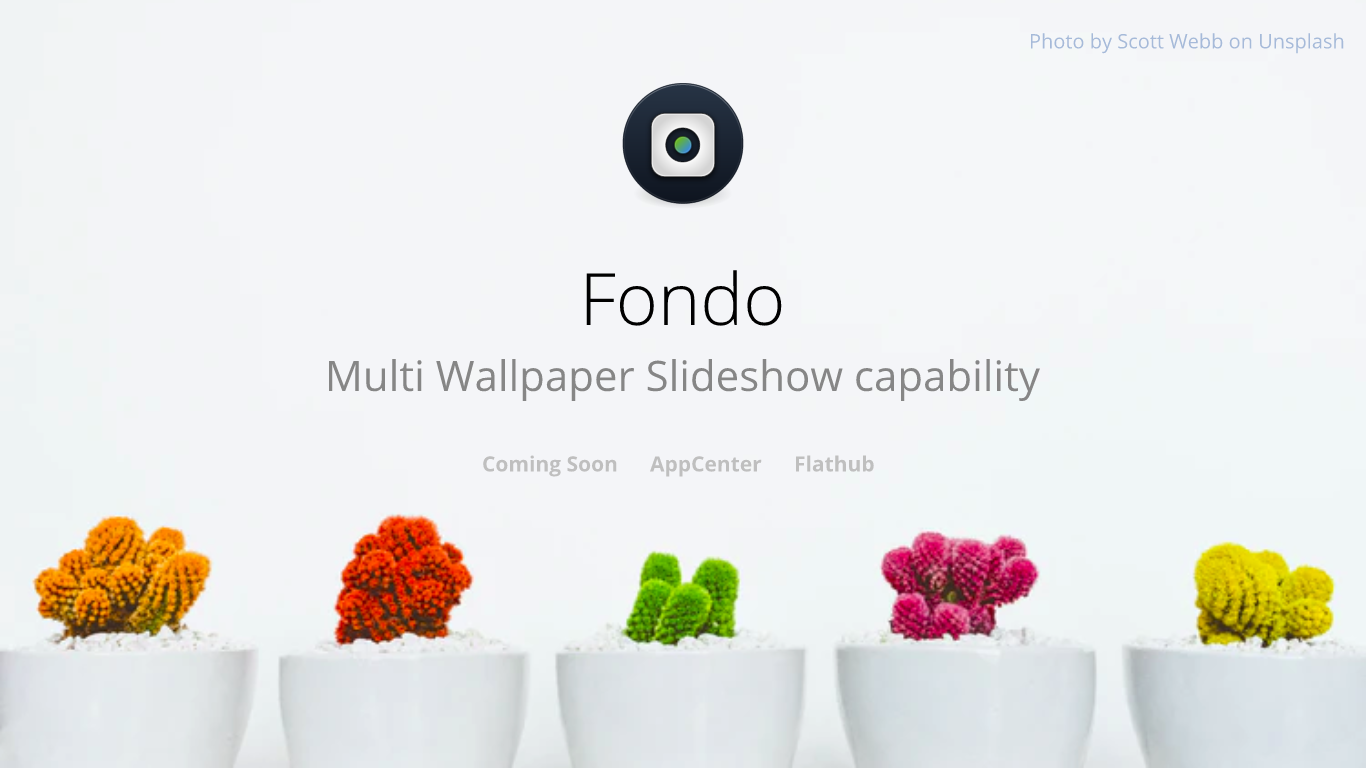 Photo by Scott Webb on Unsplash
Fondo
Multi Wallpaper Slideshow capability
Coming Soon AppCenter Flathub